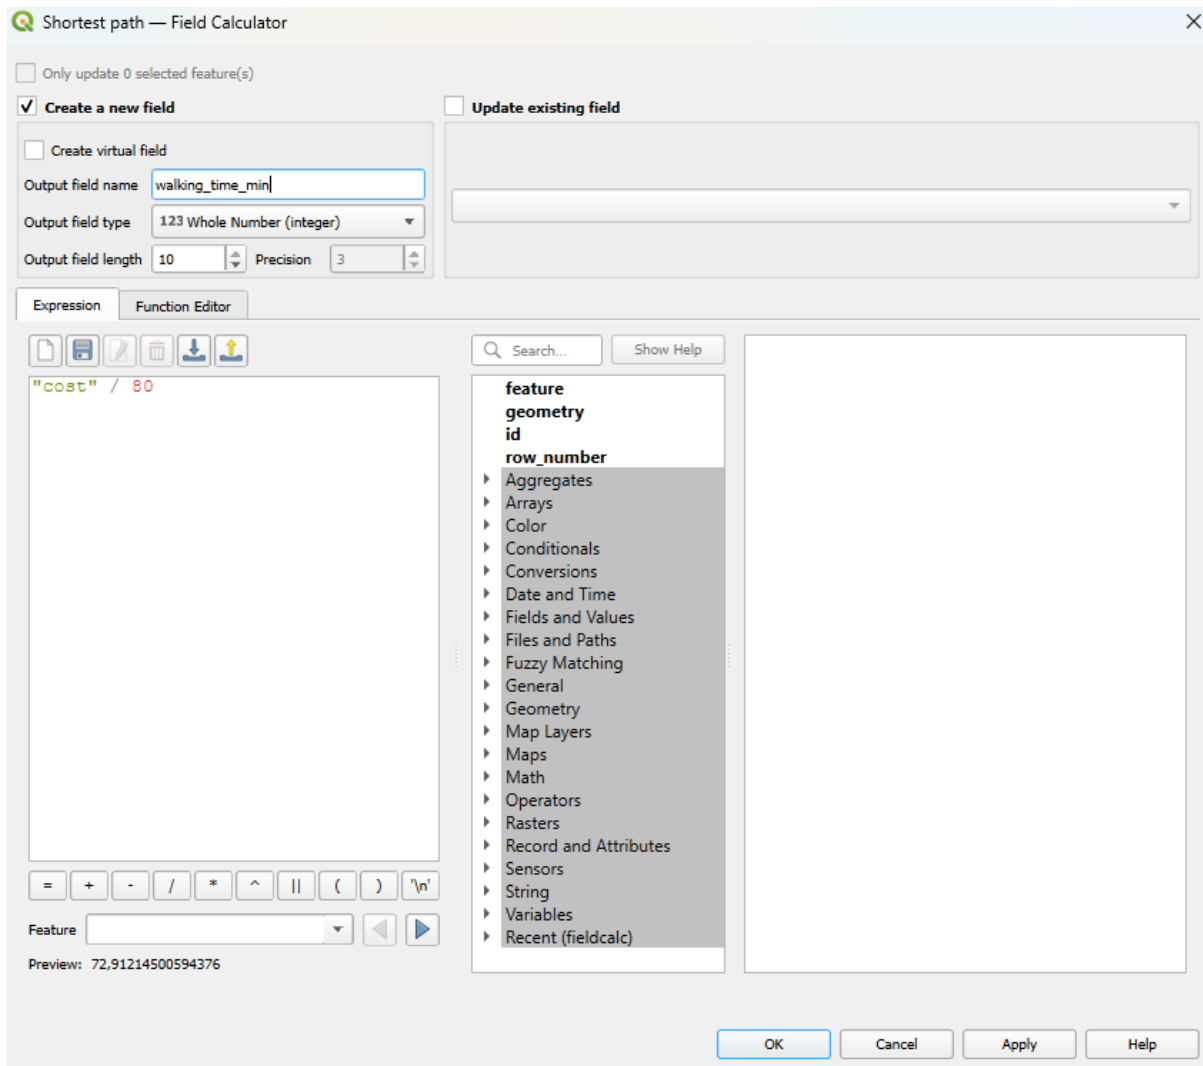 Shortest path — Field Calculator
Only update 0 selected feature(s)
Create a new field
Update existing field
Create virtual field
Output field name walking_time_min
Output field type 123 Whole Number (integer)
Output field length 10 Precision 3
Expression Function Editor
Search... Show Help
"cost" / 80
feature
geometry
id
row_number
Aggregates
Arrays
Color
Conditionals
Conversions
Date and Time
Fields and Values
Files and Paths
Fuzzy Matching
General
Geometry
Map Layers
Maps
Math
Operators
Rasters
Record and Attributes
Sensors
String
Variables
Recent (fieldcalc)
= + - / * ^ || ( ) '\n'
Feature
Preview: 72,91214500594376
OK Cancel Apply Help